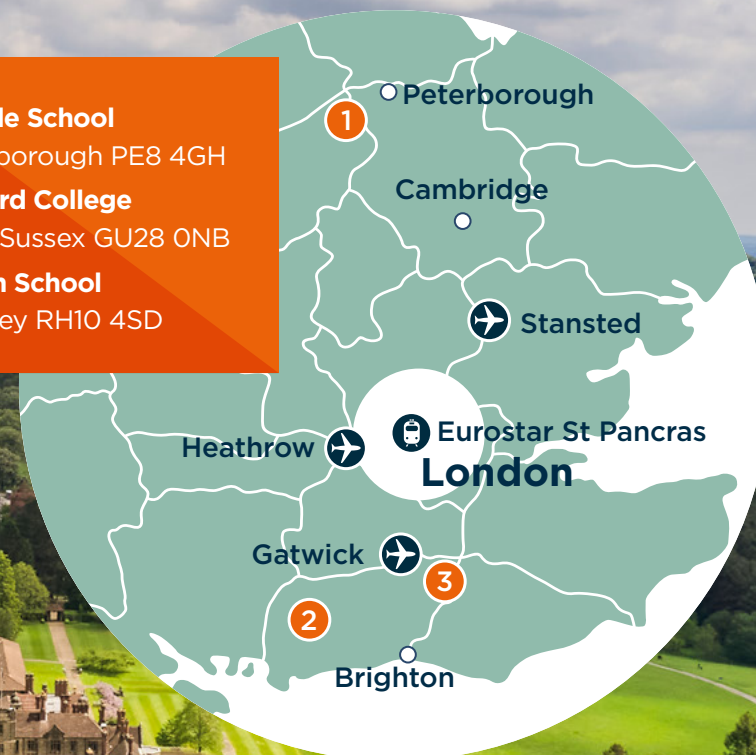 le School
borough PE8 4GH
rd College
Sussex GU28 0NB
n School
ey RH10 4SD
1
Peterborough
Cambridge
Stansted
Heathrow
Eurostar St Pancras
London
Gatwick
3
2
Brighton